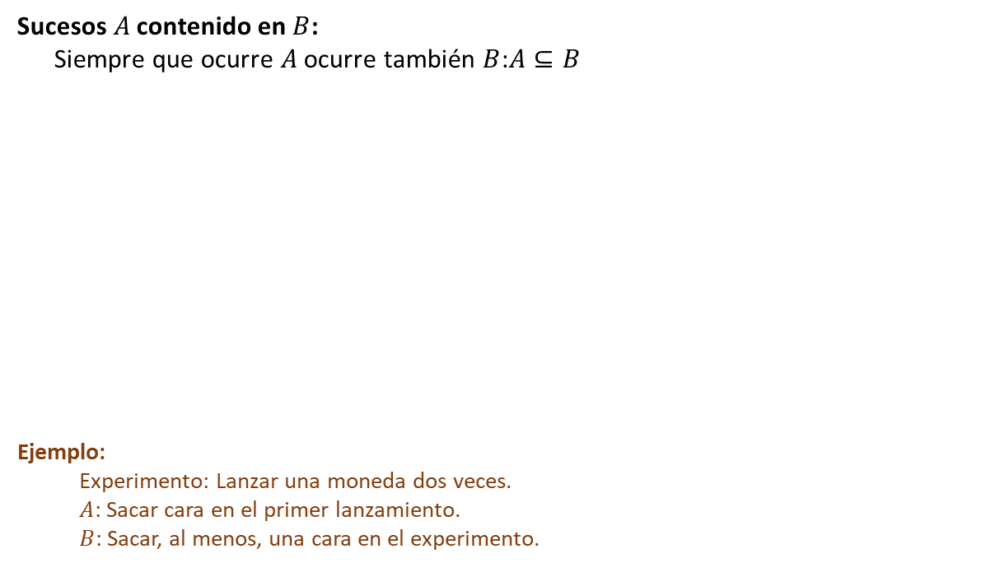 Sucesos A contenido en B:
Siempre que ocurre A ocurre también B:A ⊆ B
Ejemplo:
Experimento: Lanzar una moneda dos veces.
A: Sacar cara en el primer lanzamiento.
B: Sacar, al menos, una cara en el experimento.